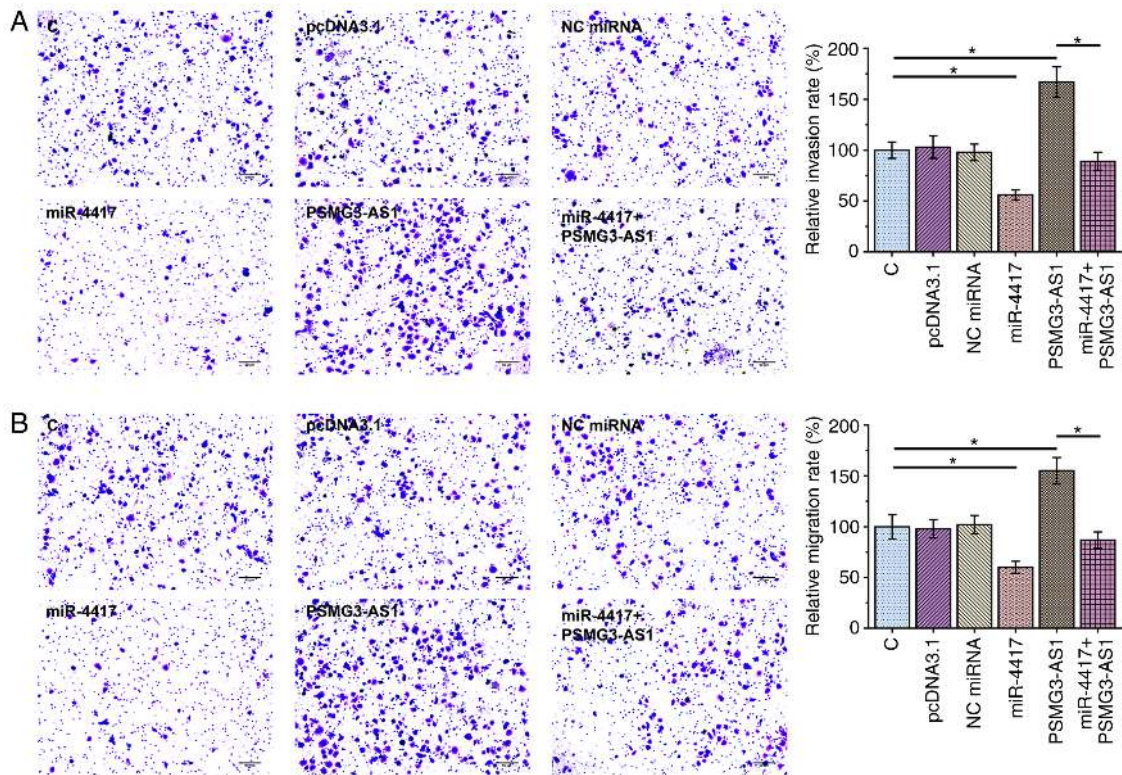 A
C
pcDNA3.1
NC miRNA
miR-4417
PSMG3-AS1
miR-4417+
PSMG3-AS1
Relative invasion rate (%)
200
150
100
50
0
*
*
*
C
pcDNA3.1
NC miRNA
miR-4417
PSMG3-AS1
miR-4417+
PSMG3-AS1
B
C
pcDNA3.1
NC miRNA
miR-4417
PSMG3-AS1
miR-4417+
PSMG3-AS1
Relative migration rate (%)
200
150
100
50
0
*
*
*
C
pcDNA3.1
NC miRNA
miR-4417
PSMG3-AS1
miR-4417+
PSMG3-AS1